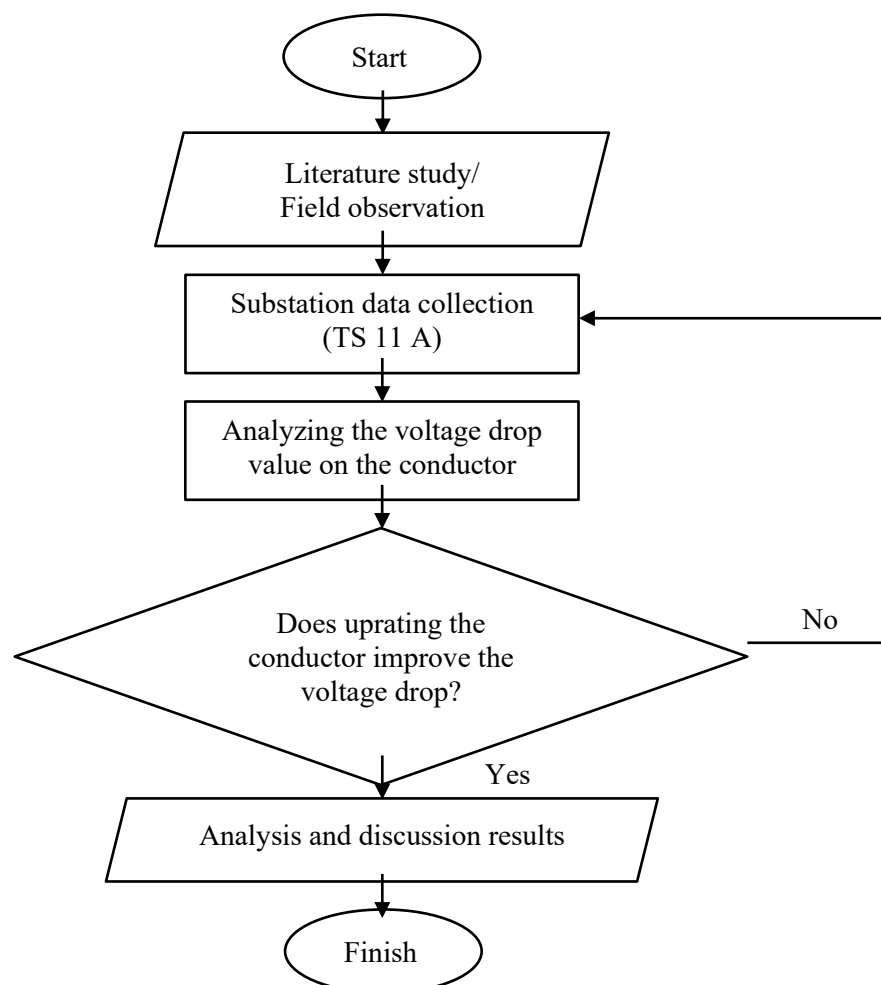 Start
Literature study/
Field observation
Substation data collection
(TS 11 A)
Analyzing the voltage drop
value on the conductor
Does uprating the
conductor improve the
voltage drop?
No
Yes
Analysis and discussion results
Finish